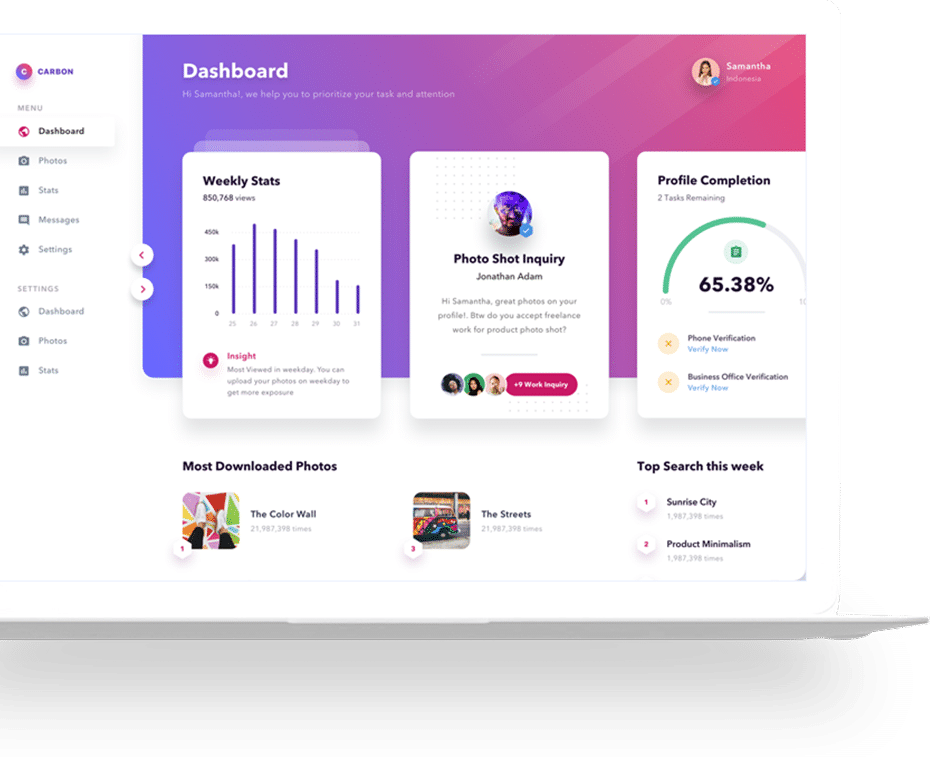 C CARBON
MENU
Dashboard
Photos
Stats
Messages
Settings
SETTINGS
Dashboard
Photos
Stats
Dashboard
Hi Samantha!, we help you to prioritize your task and attention
Samantha
Indonesia
Weekly Stats
850,768 views
450k
300k
150k
0
25 26 27 28 29 30 31
Insight
Most Viewed in weekday. You can
upload your photos on weekday to
get more exposure
Photo Shot Inquiry
Jonathan Adam
Hi Samantha, great photos on your
profile!. Btw do you accept freelance
work for product photo shot?
+9 Work Inquiry
Profile Completion
2 Tasks Remaining
65.38%
0%
Phone Verification
Verify Now
Business Office Verification
Verify Now
Most Downloaded Photos
The Color Wall
21,987,398 times
1
The Streets
21,987,398 times
3
Top Search this week
1
Sunrise City
1,987,398 times
2
Product Minimalism
1,987,398 times